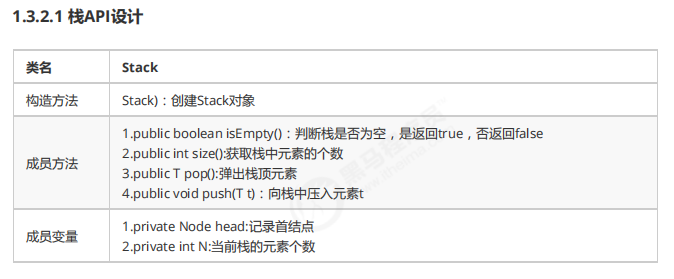 1.3.2.1 栈API设计
类名 Stack
构造方法 Stack)：创建Stack对象
成员方法
1.public boolean isEmpty()：判断栈是否为空，是返回true，否返回false
2.public int size():获取栈中元素的个数
3.public T pop():弹出栈顶元素
4.public void push(T t)：向栈中压入元素t
成员变量
1.private Node head:记录首结点
2.private int N:当前栈的元素个数